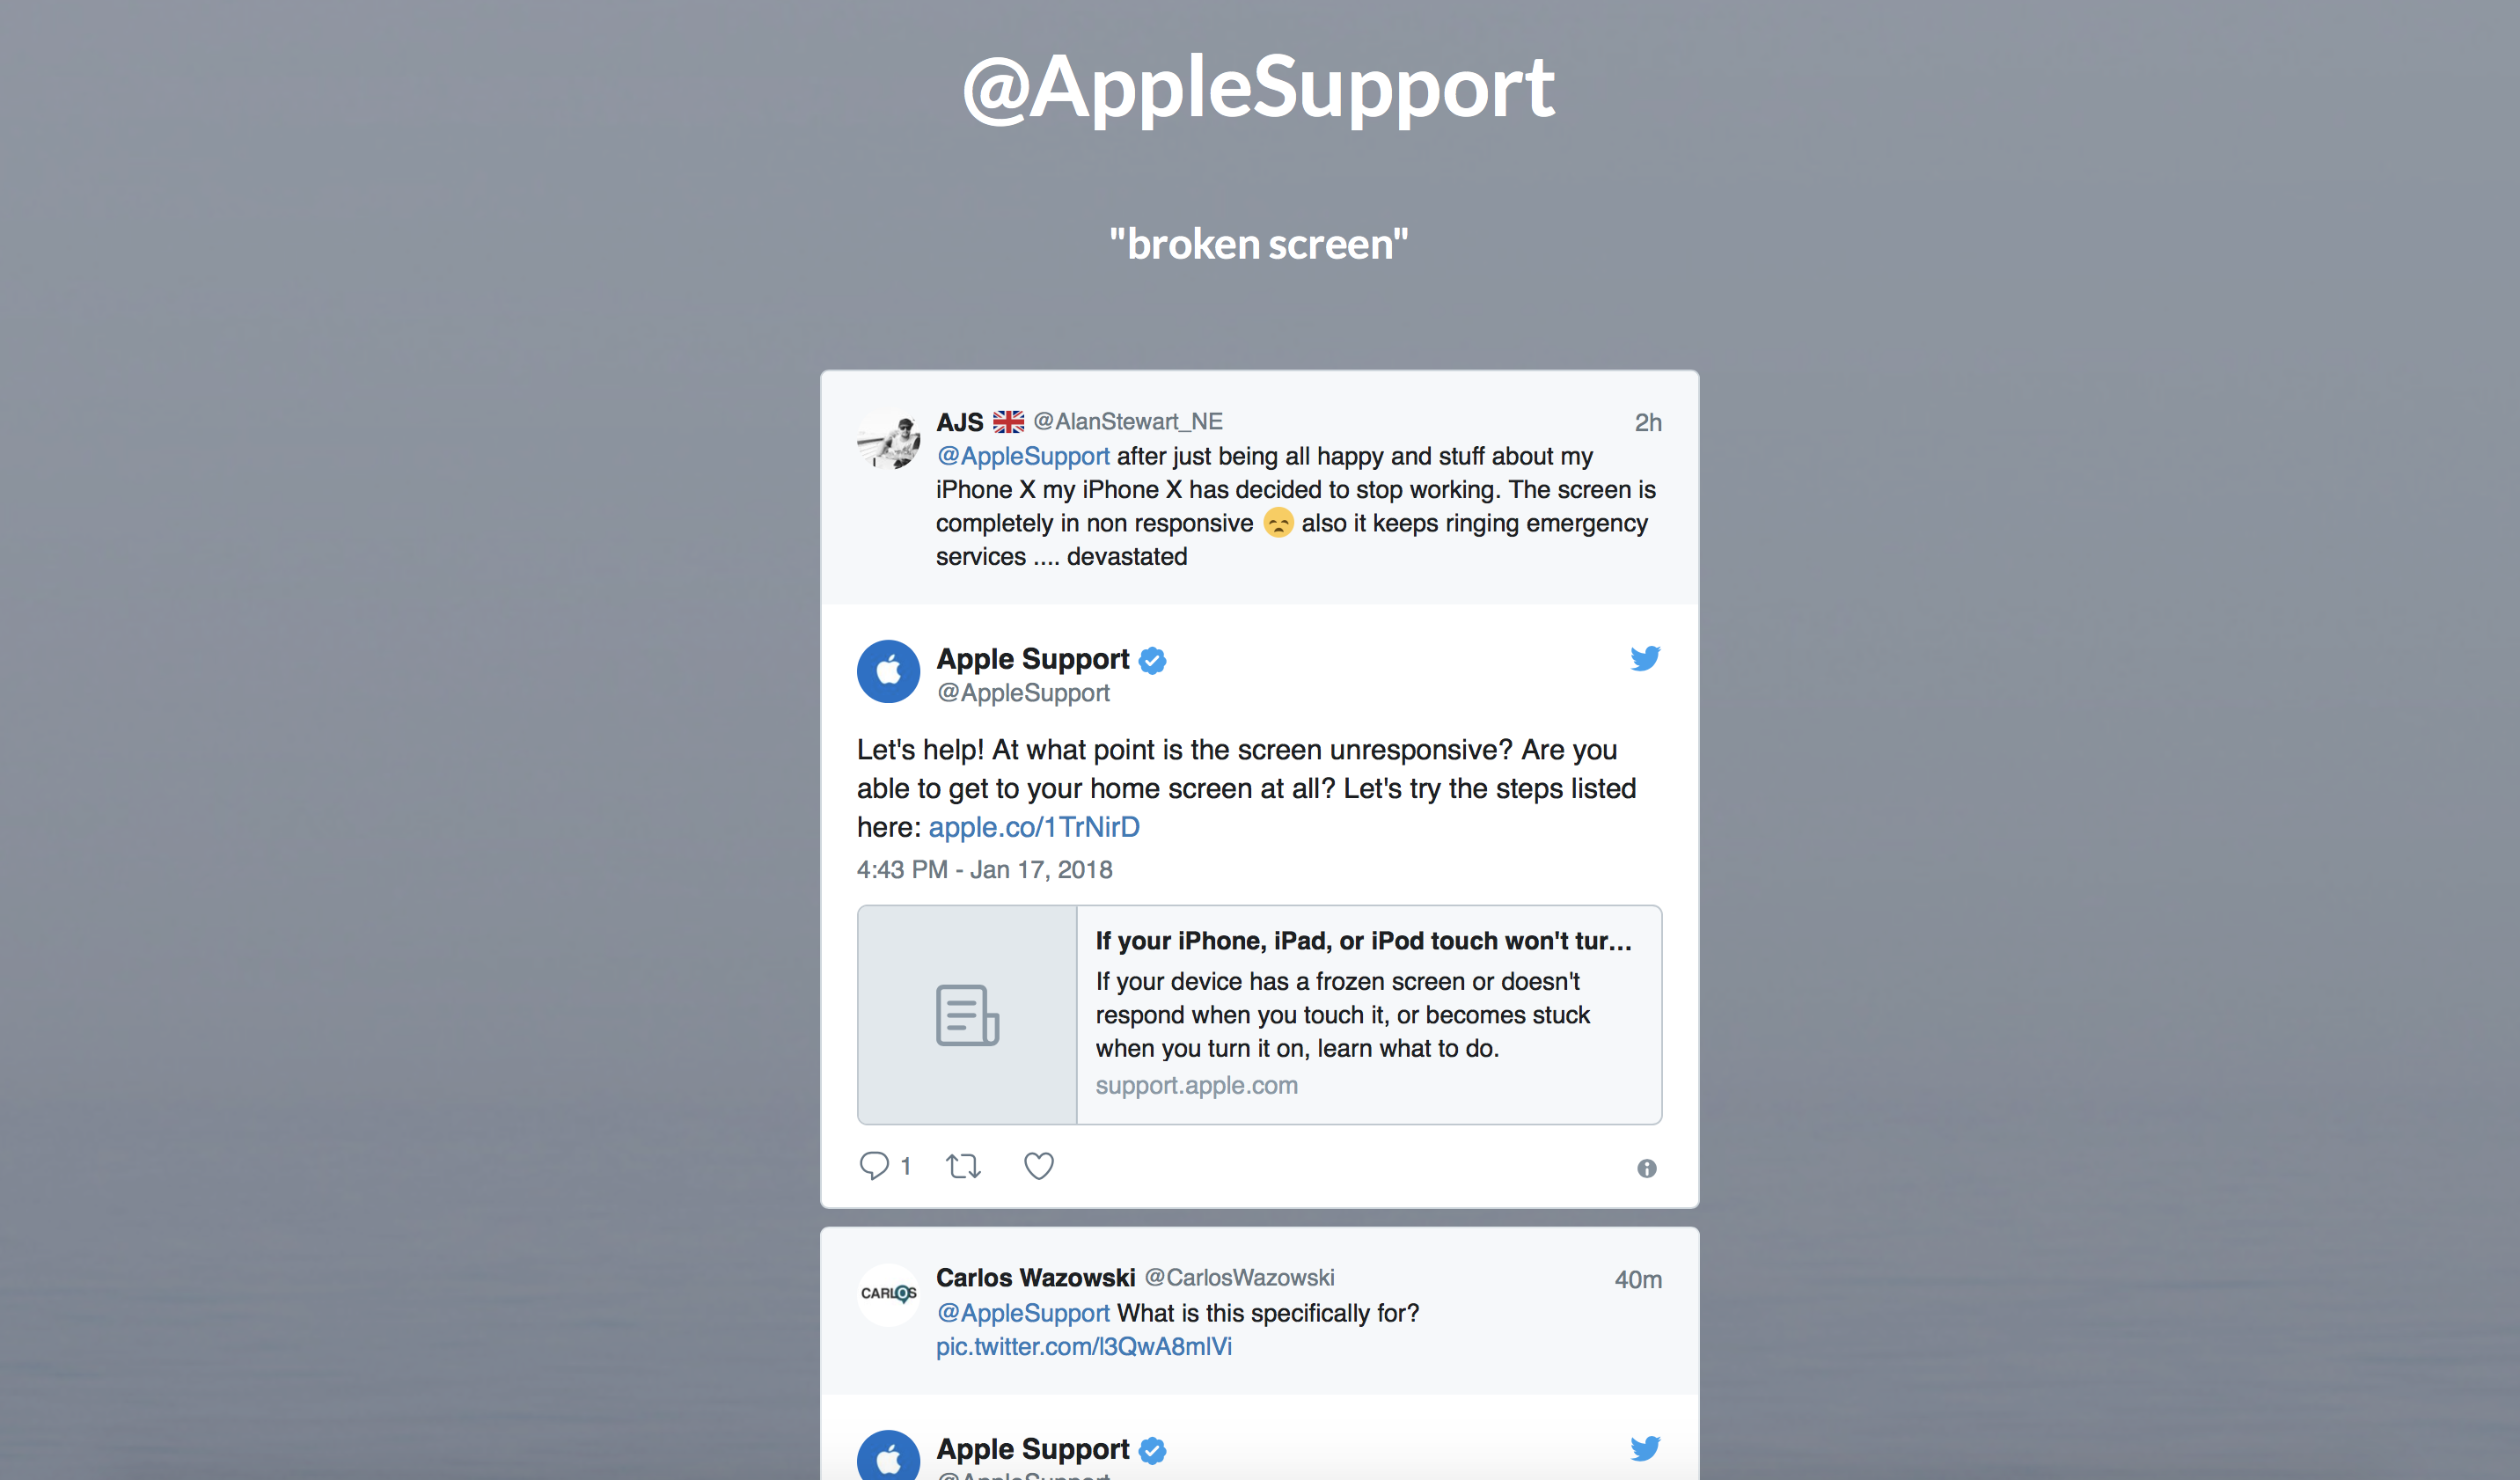 @AppleSupport
"broken screen"
AJS 🇬🇧 @AlanStewart_NE 2h
@AppleSupport after just being all happy and stuff about my
iPhone X my iPhone X has decided to stop working. The screen is
completely in non responsive 😞 also it keeps ringing emergency
services .... devastated
Apple Support
@AppleSupport
Let's help! At what point is the screen unresponsive? Are you
able to get to your home screen at all? Let's try the steps listed
here: apple.co/1TrNirD
4:43 PM - Jan 17, 2018
If your iPhone, iPad, or iPod touch won't tur...
If your device has a frozen screen or doesn't
respond when you touch it, or becomes stuck
when you turn it on, learn what to do.
support.apple.com
1
CARLOS
Carlos Wazowski @CarlosWazowski 40m
@AppleSupport What is this specifically for?
pic.twitter.com/l3QwA8mlVi
Apple Support
@AppleSupport